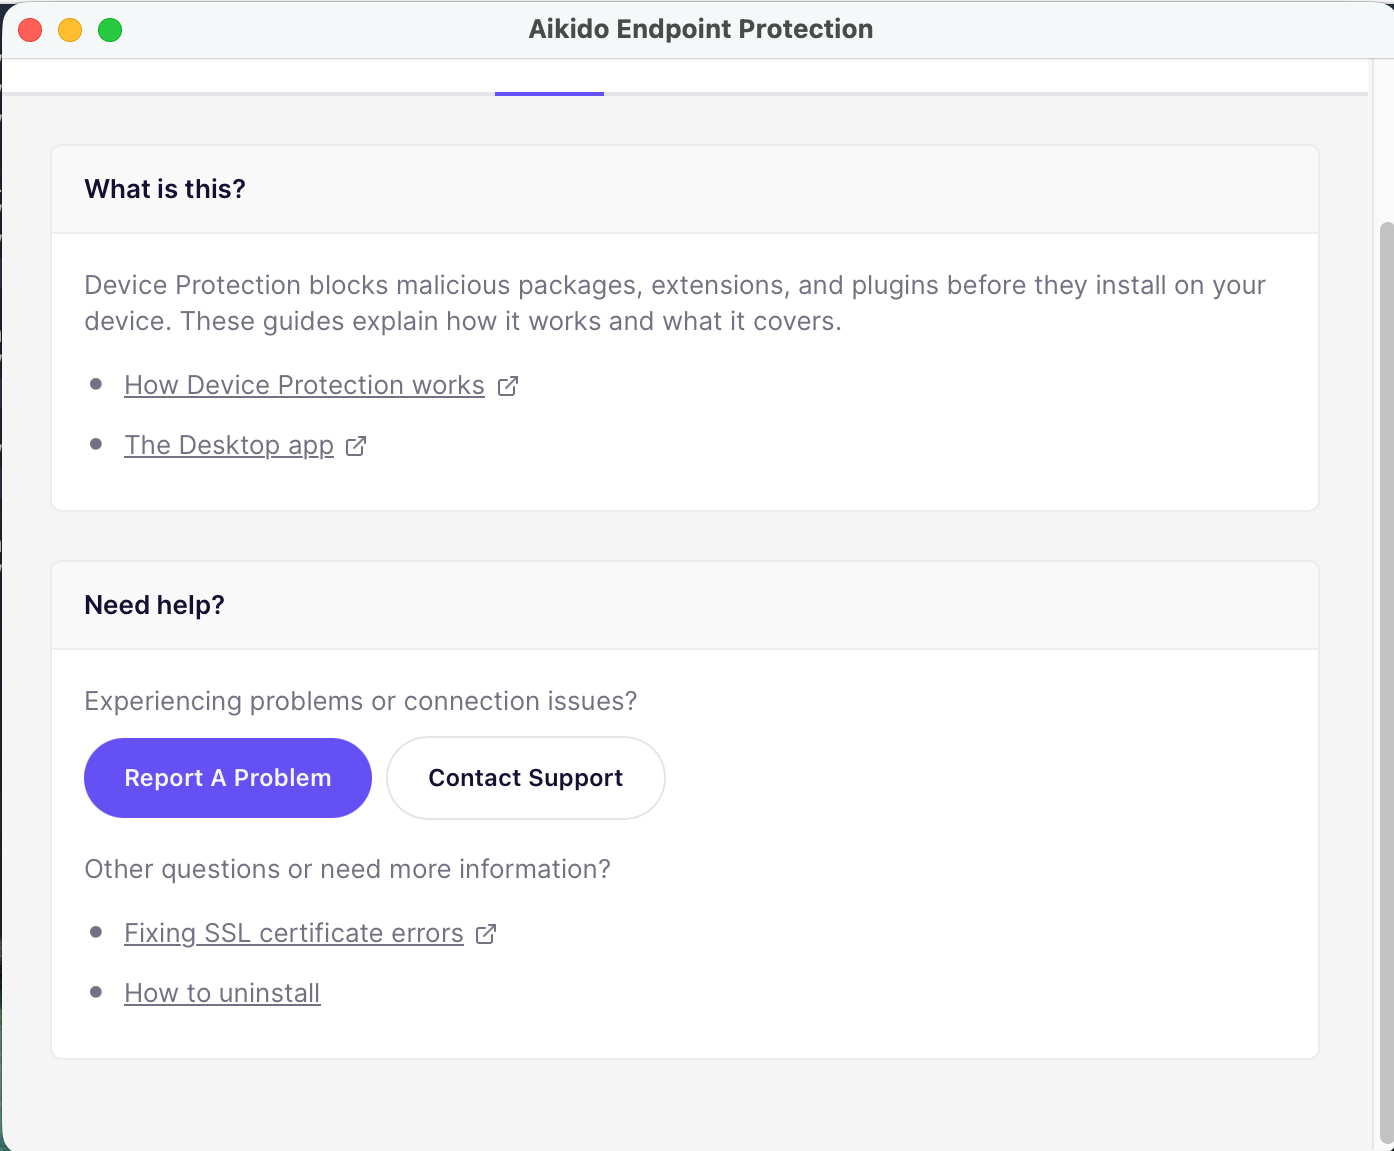 Aikido Endpoint Protection
What is this?
Device Protection blocks malicious packages, extensions, and plugins before they install on your
device. These guides explain how it works and what it covers.
How Device Protection works
The Desktop app
Need help?
Experiencing problems or connection issues?
Report A Problem
Contact Support
Other questions or need more information?
Fixing SSL certificate errors
How to uninstall